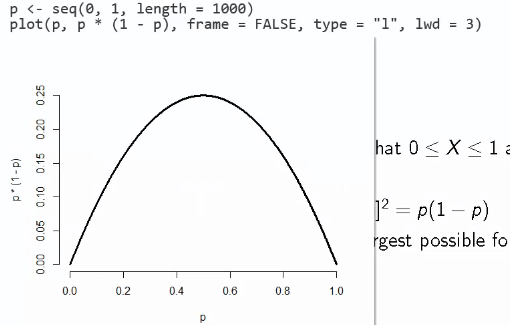 p <- seq(0, 1, length = 1000)
plot(p, p * (1 - p), frame = FALSE, type = "l", lwd = 3)
0.25
0.20
0.15
0.10
0.05
0.00
p * (1 - p)
0.0 0.2 0.4 0.6 0.8 1.0
p
hat 0 ≤ X ≤ 1 a
]² = p(1 − p)
rgest possible fo